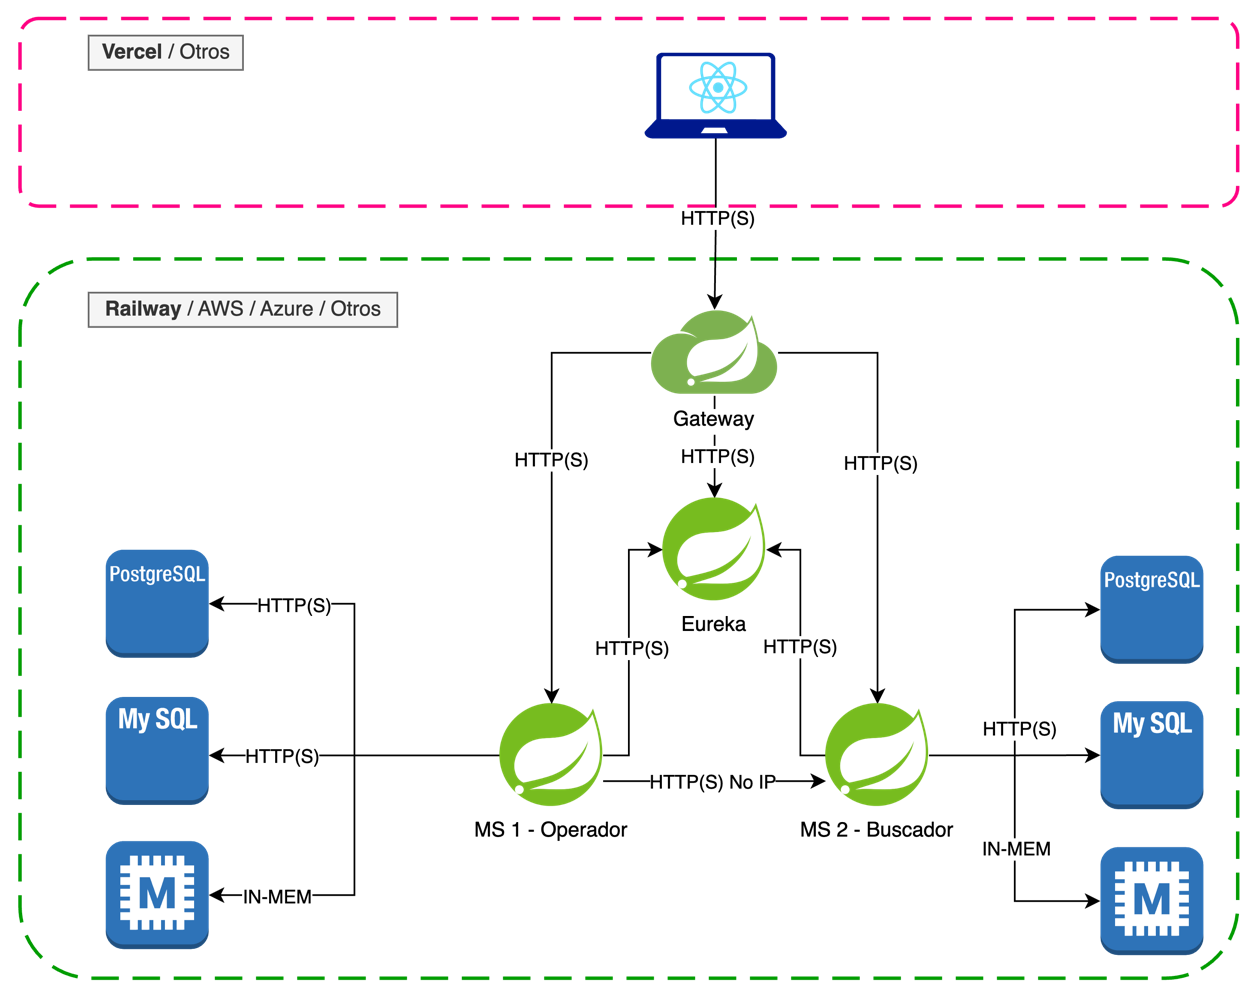 Vercel / Otros
HTTP(S)
Railway / AWS / Azure / Otros
Gateway
HTTP(S)
HTTP(S)
HTTP(S)
PostgreSQL
HTTP(S)
Eureka
HTTP(S)
HTTP(S)
PostgreSQL
My SQL
HTTP(S)
HTTP(S) No IP
HTTP(S)
My SQL
MS 1 - Operador
MS 2 - Buscador
IN-MEM
M
IN-MEM
M